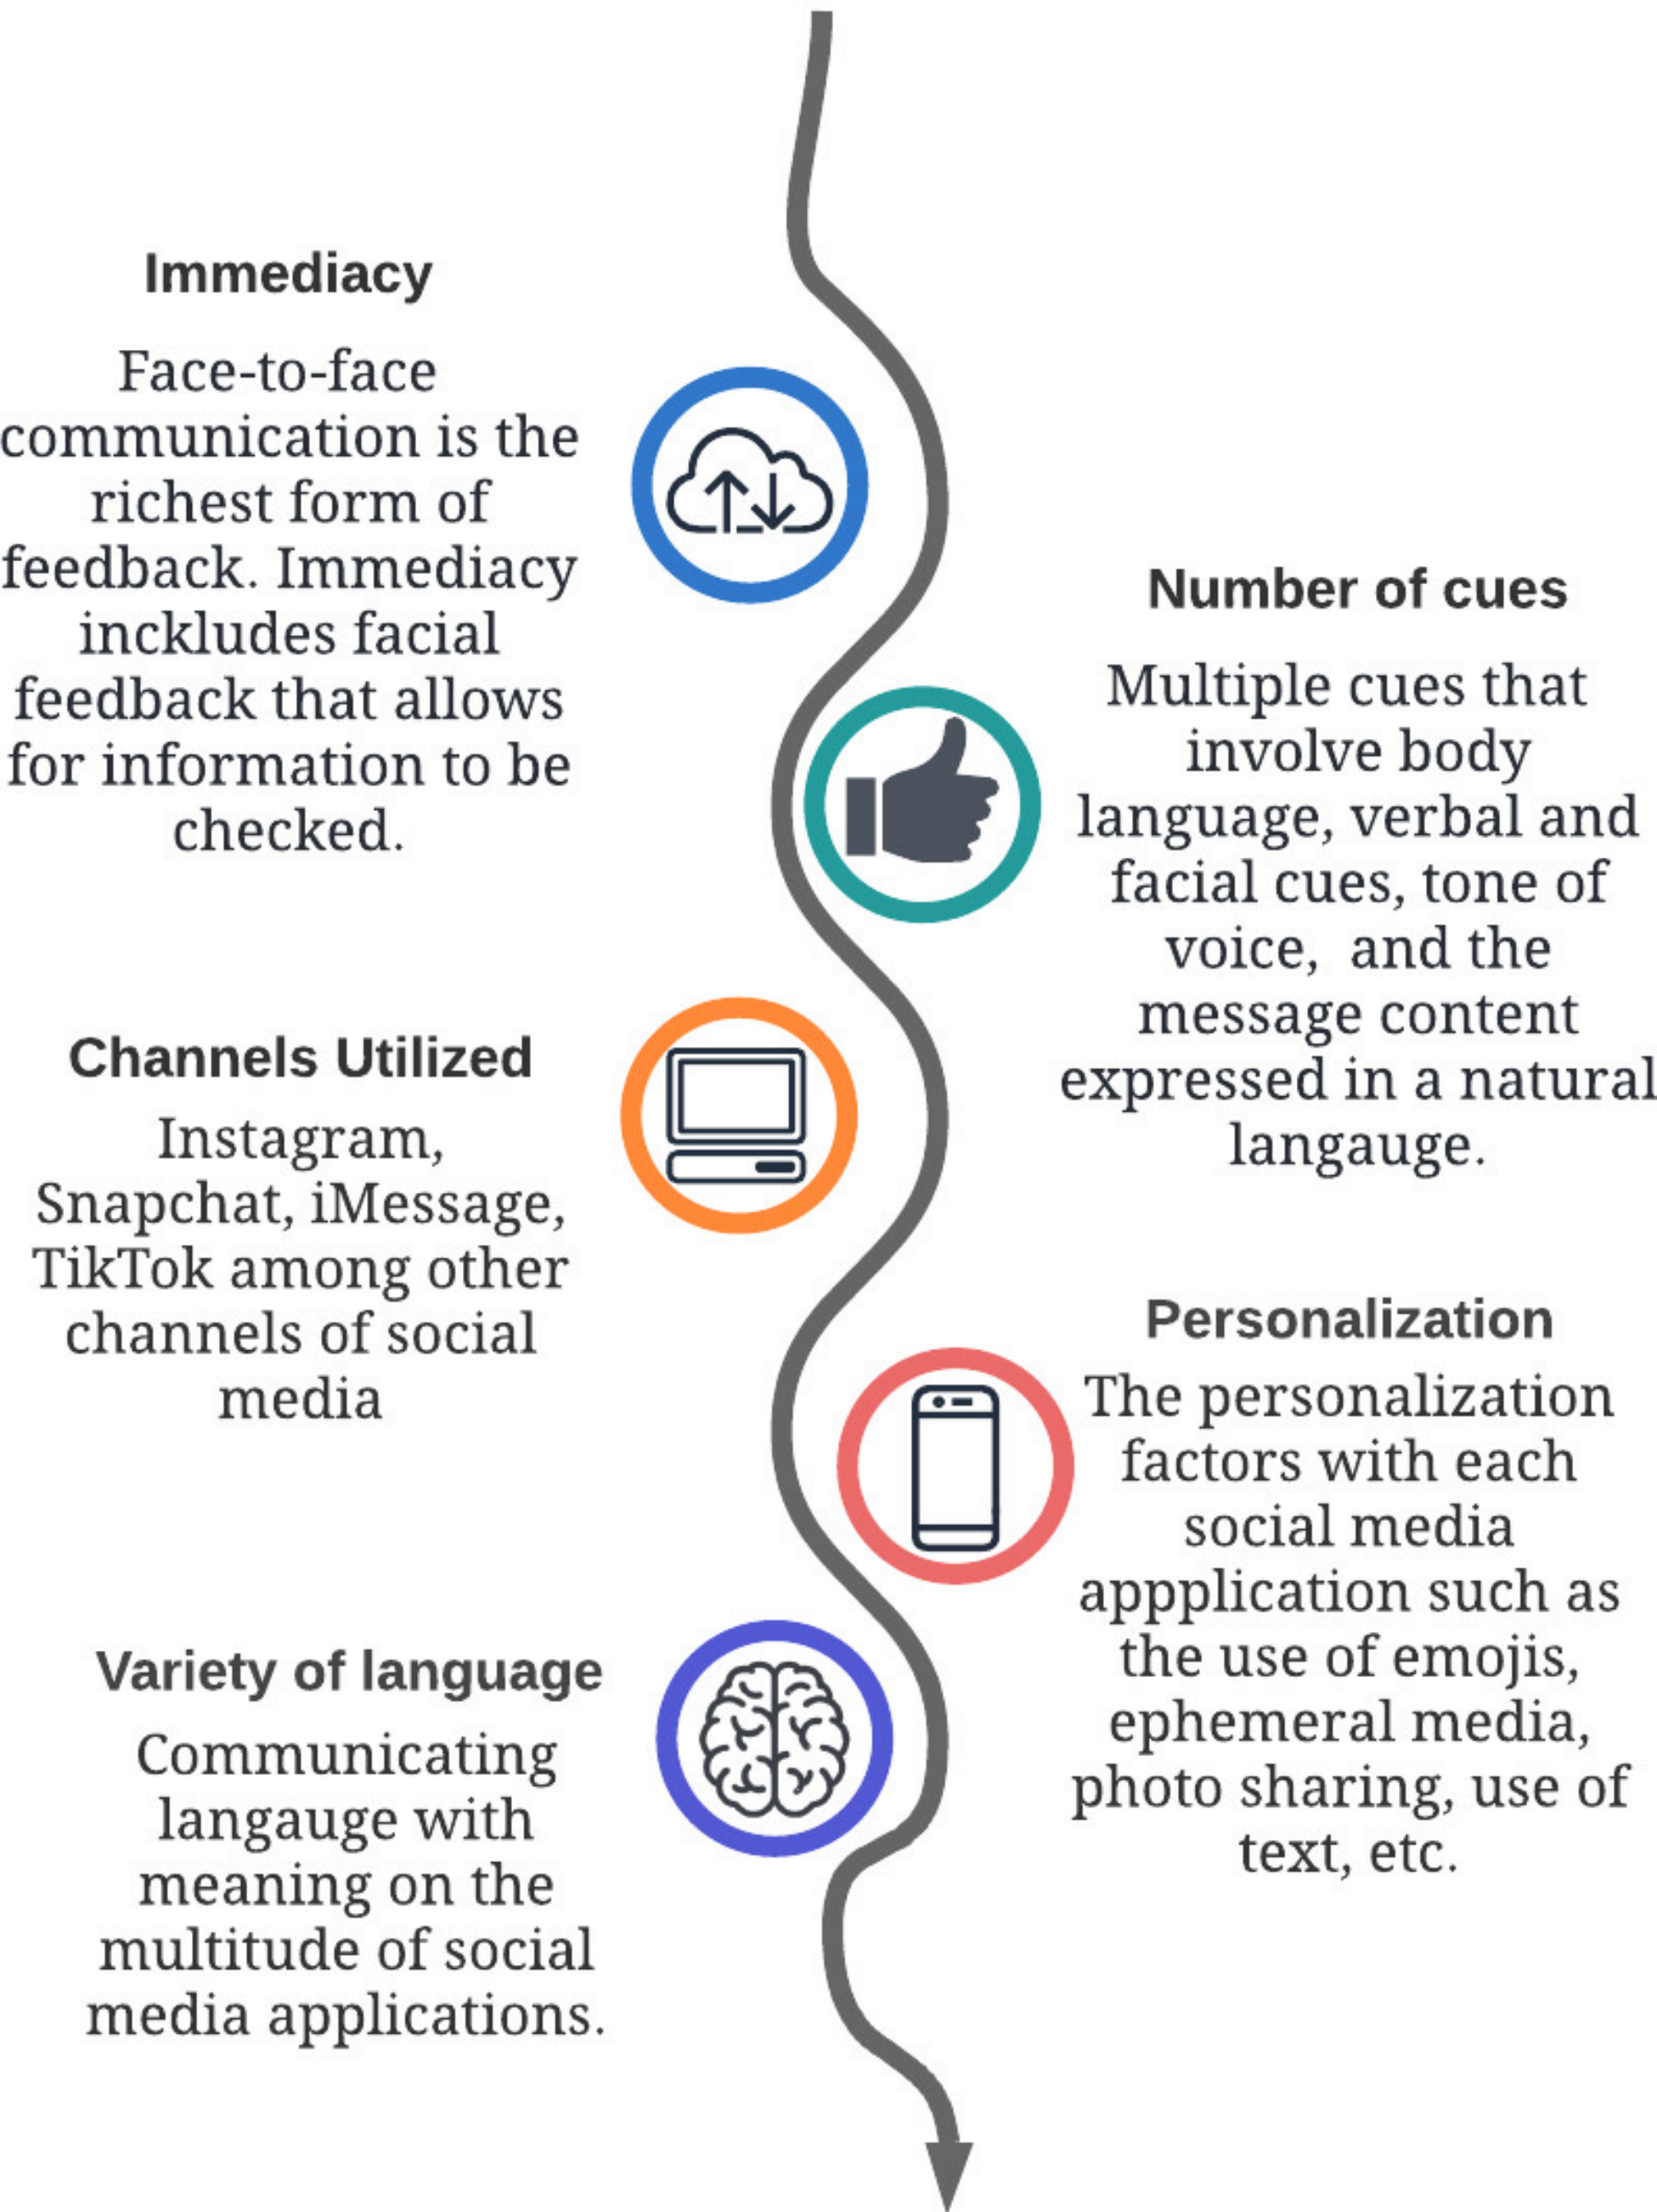 Immediacy
Face-to-face
communication is the
richest form of
feedback. Immediacy
inckludes facial
feedback that allows
for information to be
checked.
Number of cues
Multiple cues that
involve body
language, verbal and
facial cues, tone of
voice,  and the
message content
expressed in a natural
langauge.
Channels Utilized
Instagram,
Snapchat, iMessage,
TikTok among other
channels of social
media
Personalization
The personalization
factors with each
social media
appplication such as
the use of emojis,
ephemeral media,
photo sharing, use of
text, etc.
Variety of language
Communicating
langauge with
meaning on the
multitude of social
media applications.